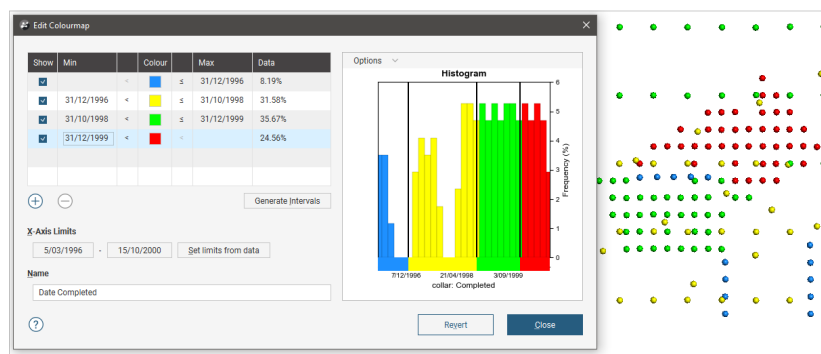 Edit Colourmap
Show Min Colour Max Data
< ≤ 31/12/1996 8.19%
31/12/1996 < ≤ 31/10/1998 31.58%
31/10/1998 < ≤ 31/12/1999 35.67%
31/12/1999 < < 24.56%
Generate Intervals
X-Axis Limits
5/03/1996 - 15/10/2000 Set limits from data
Name
Date Completed
?
Options
Histogram
6
5
4
3
2
1
0
Frequency (%)
7/12/1996 21/04/1998 3/09/1999
collar: Completed
Revert Close